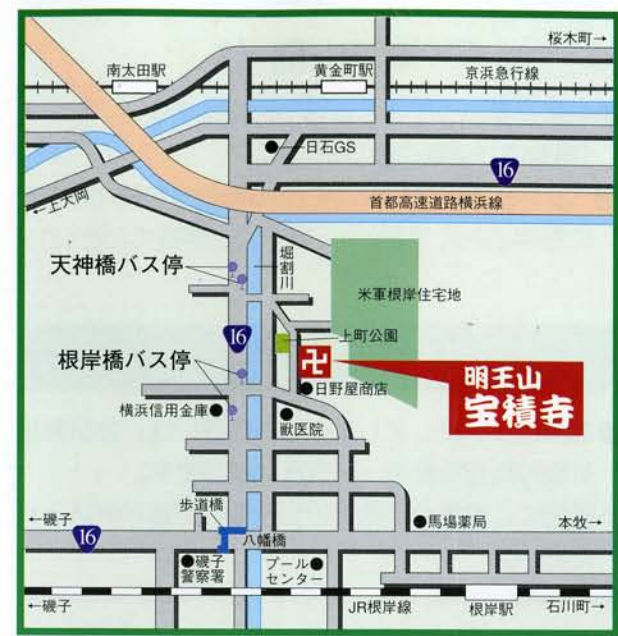 桜木町→
南太田駅
黄金町駅
京浜急行線
日石GS
16
←上大岡
首都高速道路横浜線
天神橋バス停
堀割川
米軍根岸住宅地
16
上町公園
根岸橋バス停
卍
明王山
宝積寺
日野屋商店
横浜信用金庫
獣医院
歩道橋
←磯子
16
八幡橋
馬場薬局
本牧→
磯子
警察署
プール
センター
←磯子
JR根岸線
根岸駅
石川町→